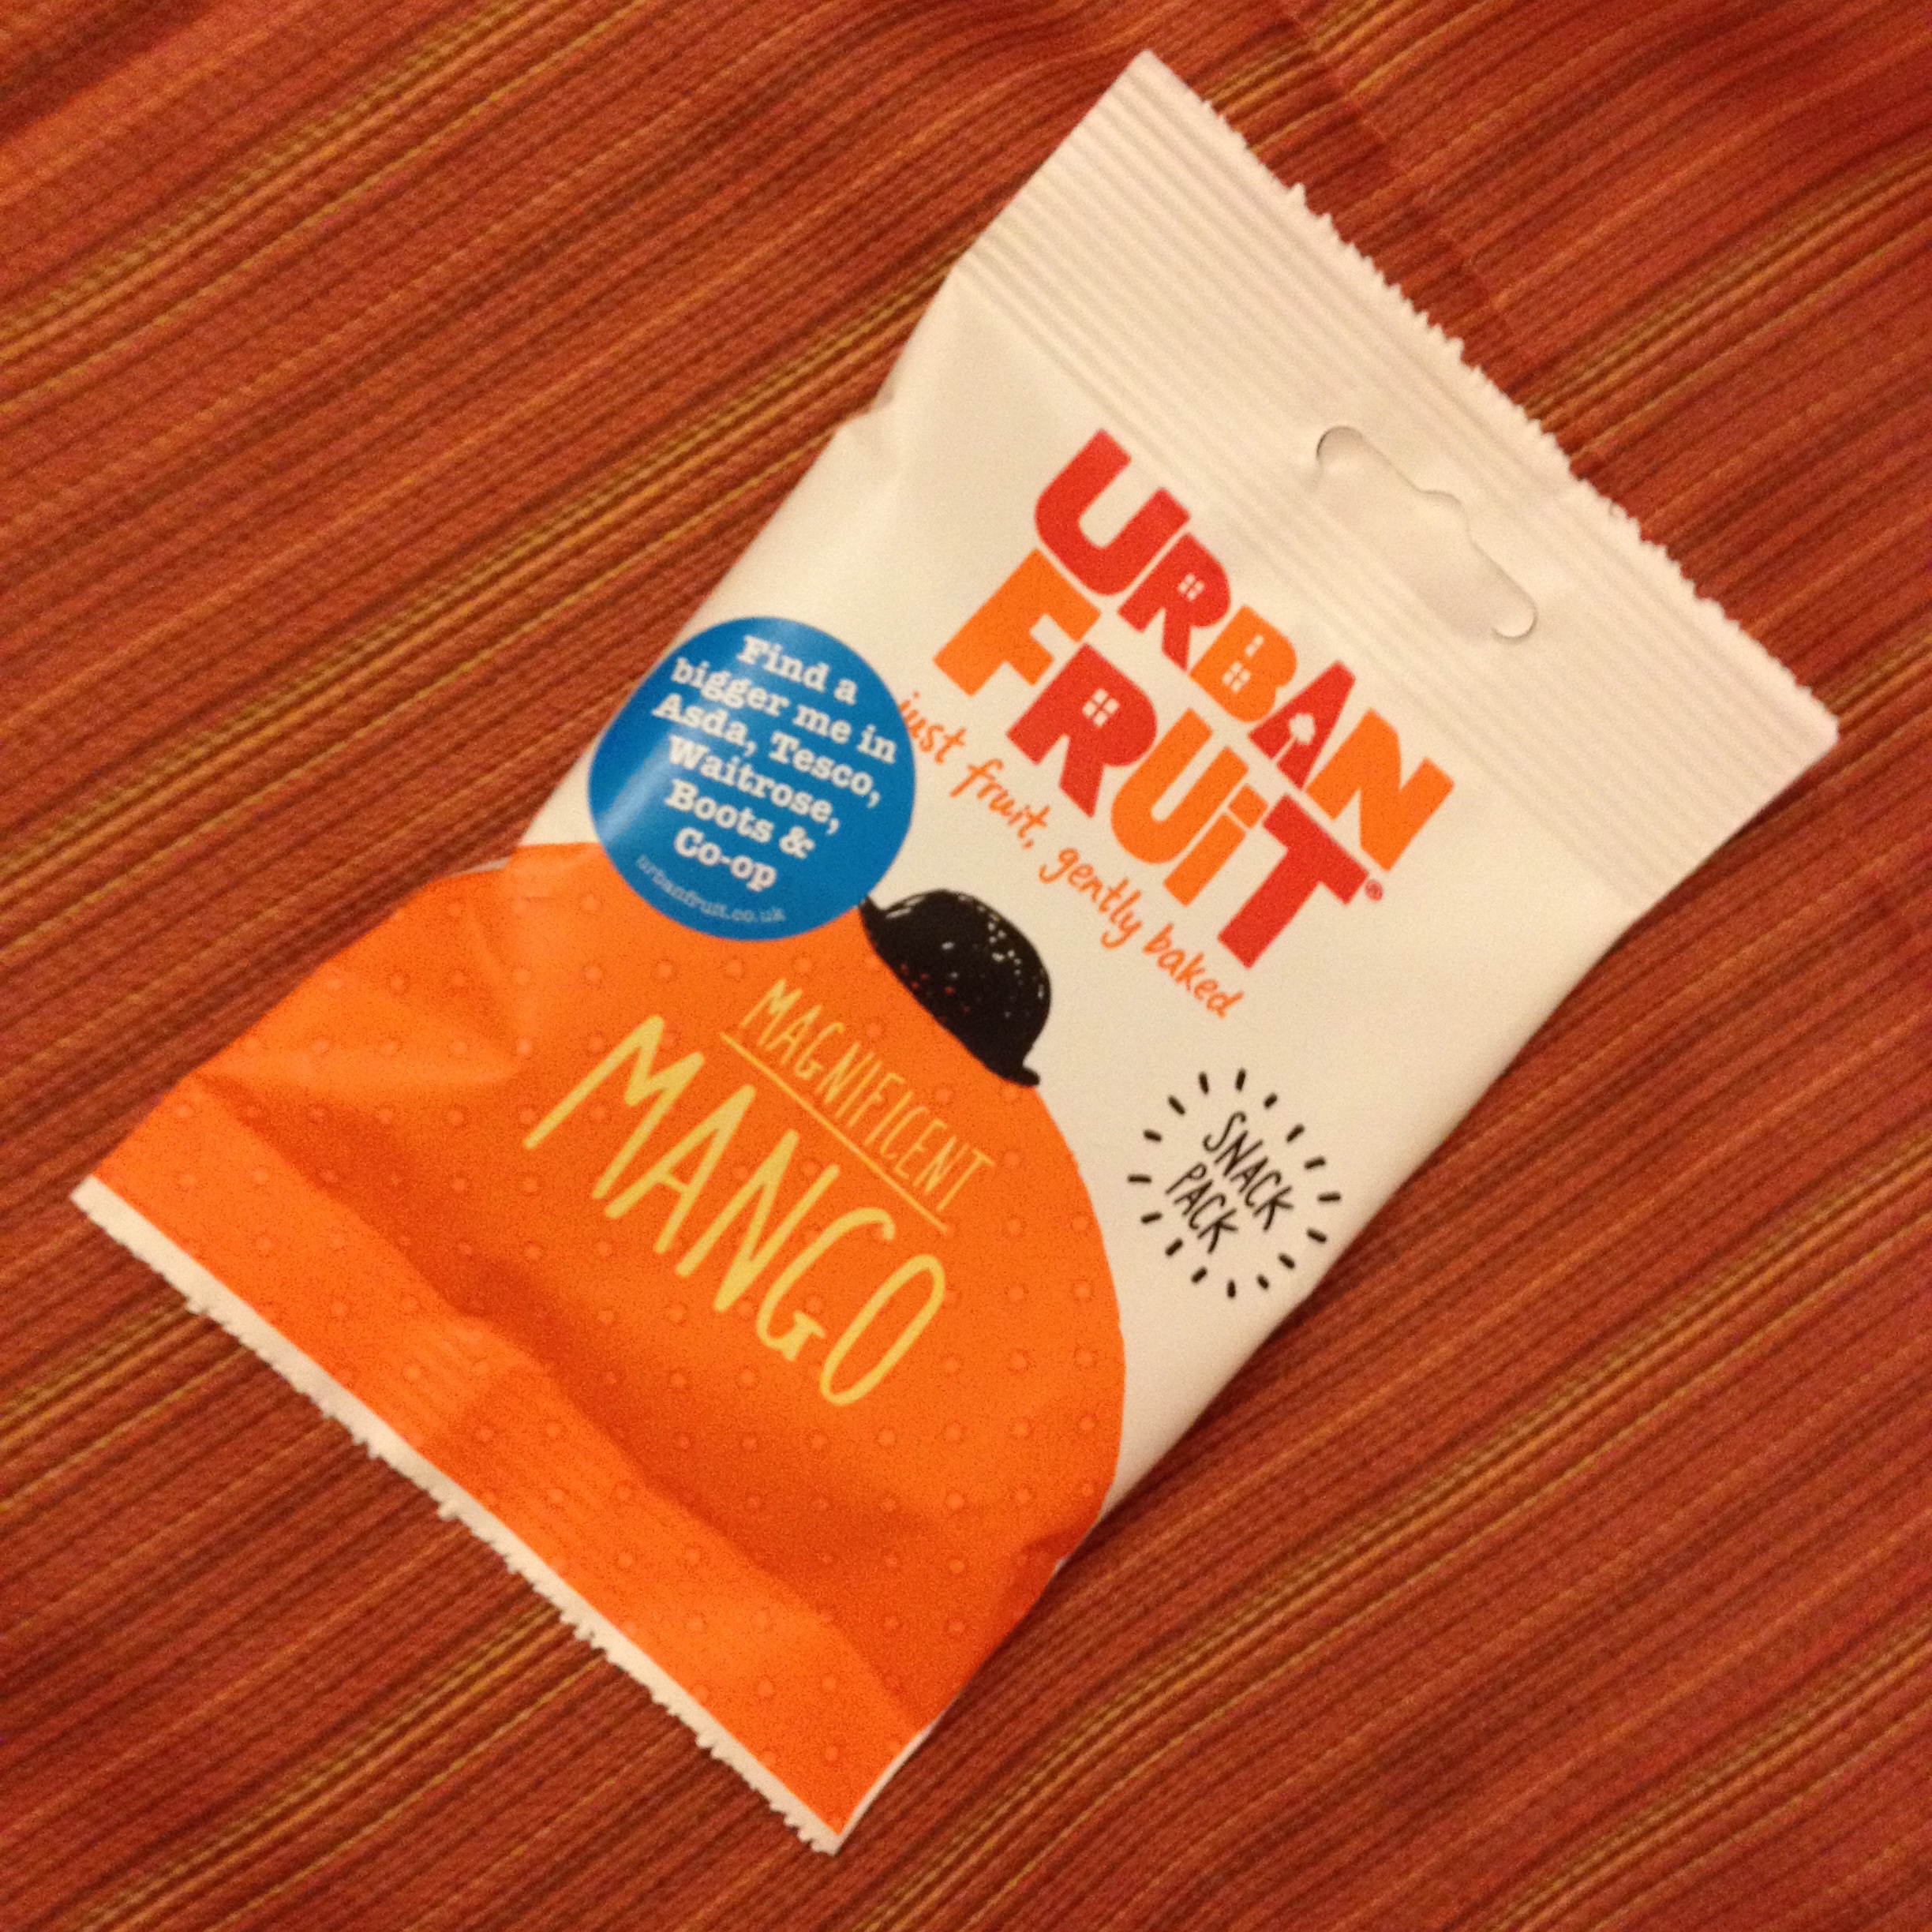 URBAN
FRUiT®
just fruit, gently baked
Find a
bigger me in
Asda, Tesco,
Waitrose,
Boots &
Co-op
urbanfruit.co.uk
MAGNIFICENT
MANGO
SNACK
PACK